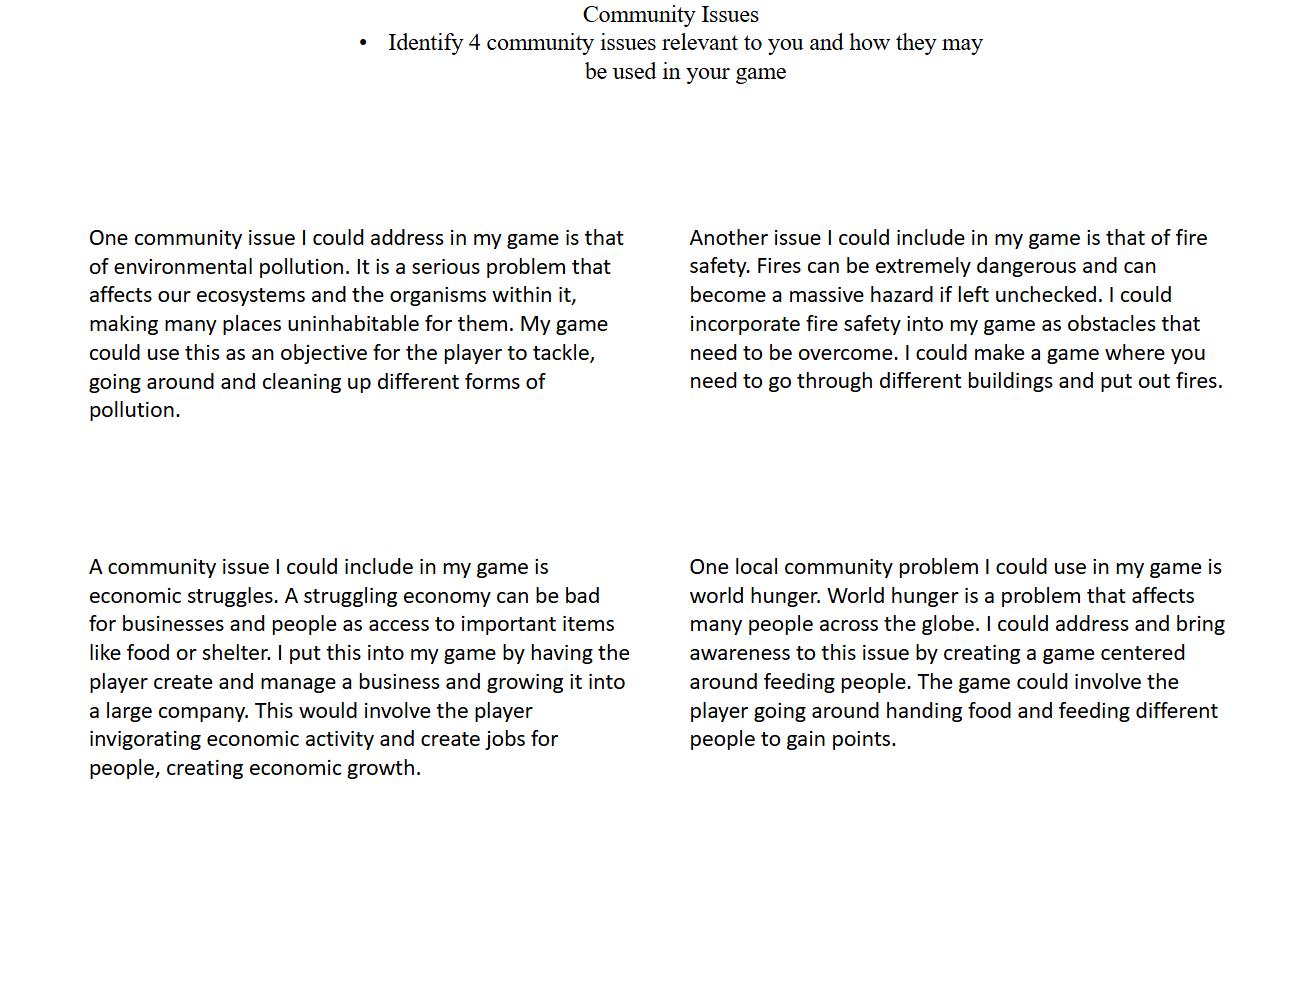 Community Issues
• Identify 4 community issues relevant to you and how they may
be used in your game
One community issue I could address in my game is that
of environmental pollution. It is a serious problem that
affects our ecosystems and the organisms within it,
making many places uninhabitable for them. My game
could use this as an objective for the player to tackle,
going around and cleaning up different forms of
pollution.
Another issue I could include in my game is that of fire
safety. Fires can be extremely dangerous and can
become a massive hazard if left unchecked. I could
incorporate fire safety into my game as obstacles that
need to be overcome. I could make a game where you
need to go through different buildings and put out fires.
A community issue I could include in my game is
economic struggles. A struggling economy can be bad
for businesses and people as access to important items
like food or shelter. I put this into my game by having the
player create and manage a business and growing it into
a large company. This would involve the player
invigorating economic activity and create jobs for
people, creating economic growth.
One local community problem I could use in my game is
world hunger. World hunger is a problem that affects
many people across the globe. I could address and bring
awareness to this issue by creating a game centered
around feeding people. The game could involve the
player going around handing food and feeding different
people to gain points.